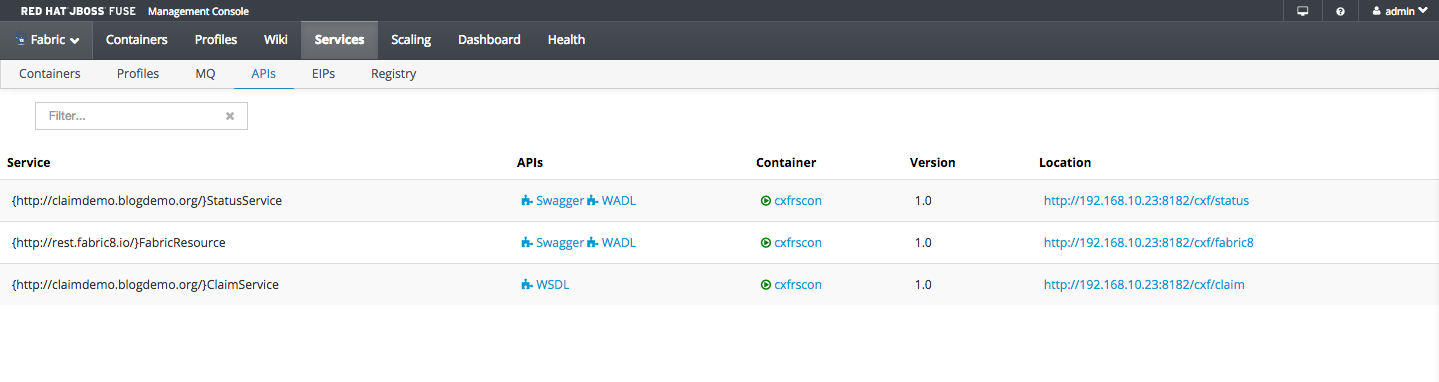 RED HAT JBOSS FUSE Management Console admin
Fabric Containers Profiles Wiki Services Scaling Dashboard Health
Containers Profiles MQ APIs EIPs Registry
Filter...
Service APIs Container Version Location
{http://claimdemo.blogdemo.org/}StatusService Swagger WADL cxfrscon 1.0 http://192.168.10.23:8182/cxf/status
{http://rest.fabric8.io/}FabricResource Swagger WADL cxfrscon 1.0 http://192.168.10.23:8182/cxf/fabric8
{http://claimdemo.blogdemo.org/}ClaimService WSDL cxfrscon 1.0 http://192.168.10.23:8182/cxf/claim